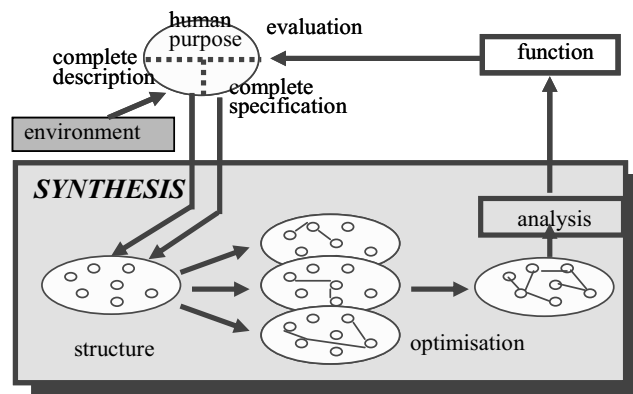 human
purpose
evaluation
function
complete
description
complete
specification
environment
SYNTHESIS
analysis
structure
optimisation